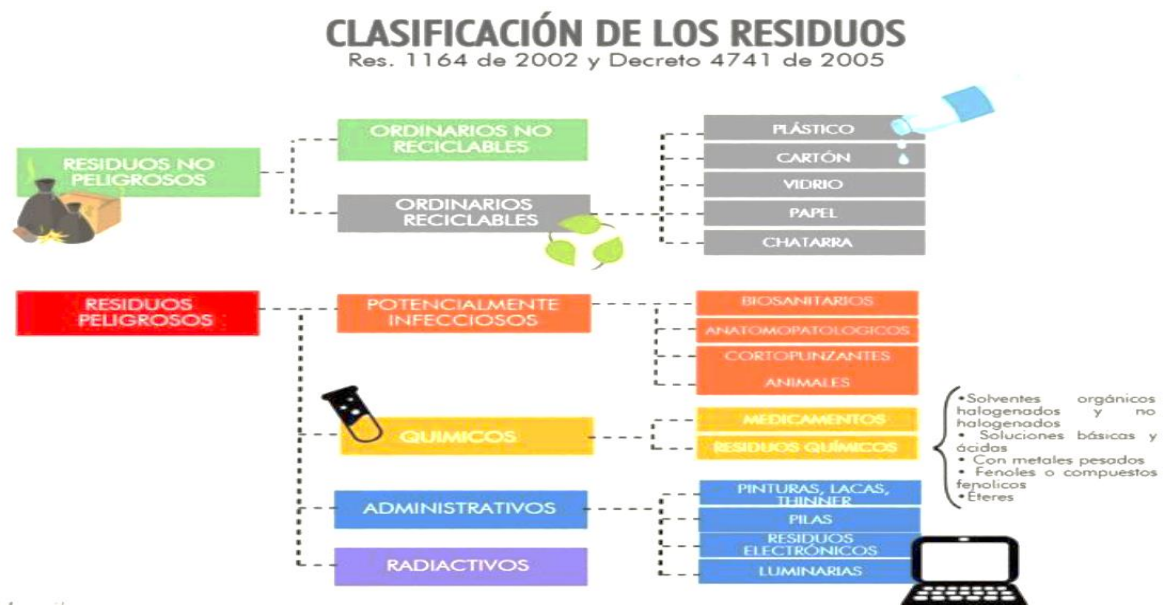 CLASIFICACIÓN DE LOS RESIDUOS
Res. 1164 de 2002 y Decreto 4741 de 2005
RESIDUOS NO
PELIGROSOS
ORDINARIOS NO
RECICLABLES
ORDINARIOS
RECICLABLES
PLÁSTICO
CARTÓN
VIDRIO
PAPEL
CHATARRA
RESIDUOS
PELIGROSOS
POTENCIALMENTE
INFECCIOSOS
BIOSANITARIOS
ANATOMOPATOLOGICOS
CORTOPUNZANTES
ANIMALES
QUIMICOS
MEDICAMENTOS
RESIDUOS QUÍMICOS
•Solventes orgánicos
halogenados y no
halogenados
• Soluciones básicas y
ácidas
• Con metales pesados
• Fenoles o compuestos
fenolicos
•Éteres
ADMINISTRATIVOS
PINTURAS, LACAS,
THINNER
PILAS
RESIDUOS
ELECTRÓNICOS
LUMINARIAS
RADIACTIVOS